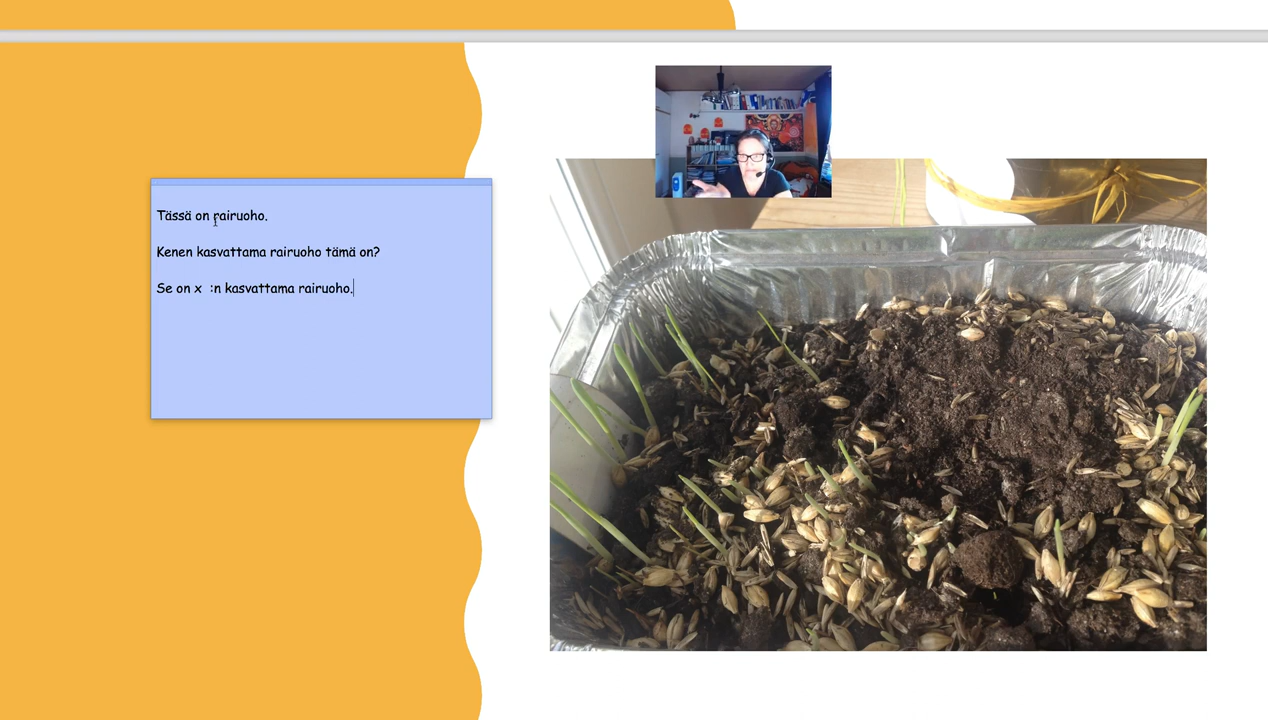 Tässä on rairuoho.
Kenen kasvattama rairuoho tämä on?
Se on x  :n kasvattama rairuoho.